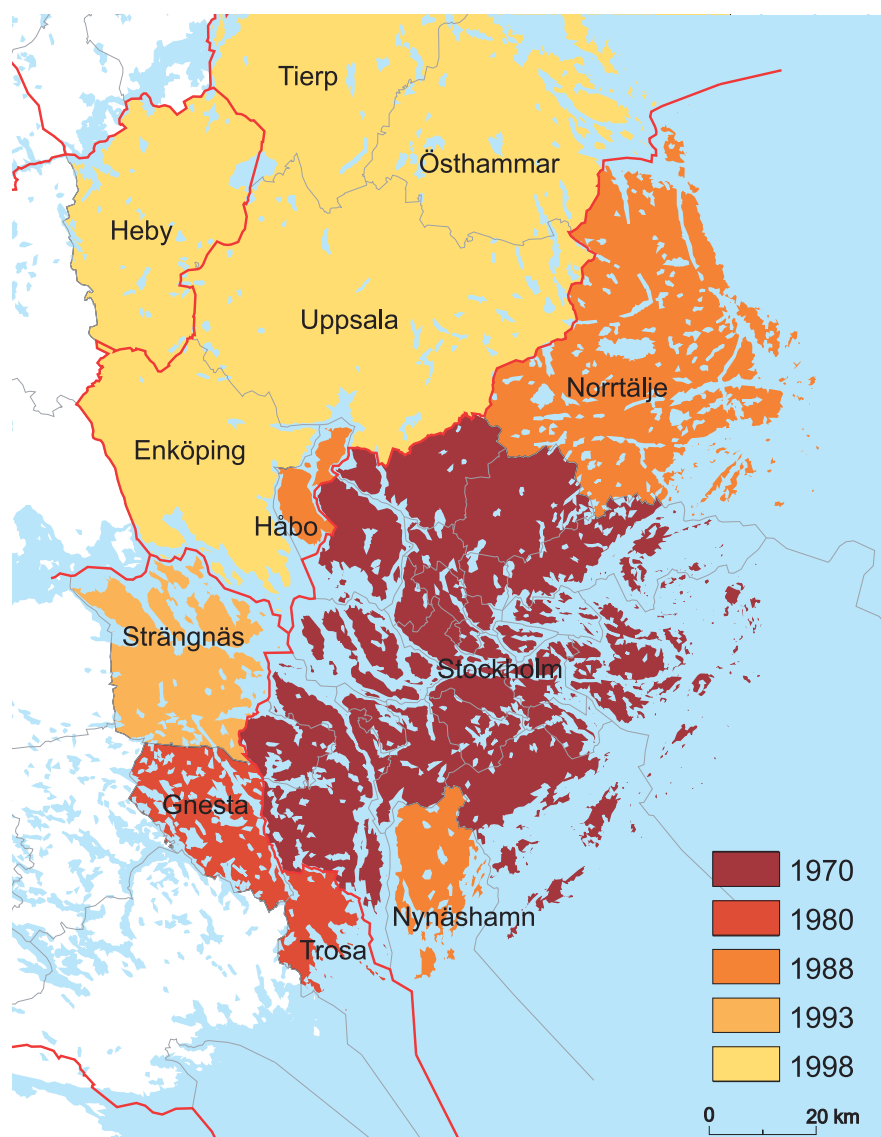 Tierp
Östhammar
Heby
Uppsala
Norrtälje
Enköping
Håbo
Strängnäs
Stockholm
Gnesta
Nynäshamn
Trosa
1970
1980
1988
1993
1998
0 20 km